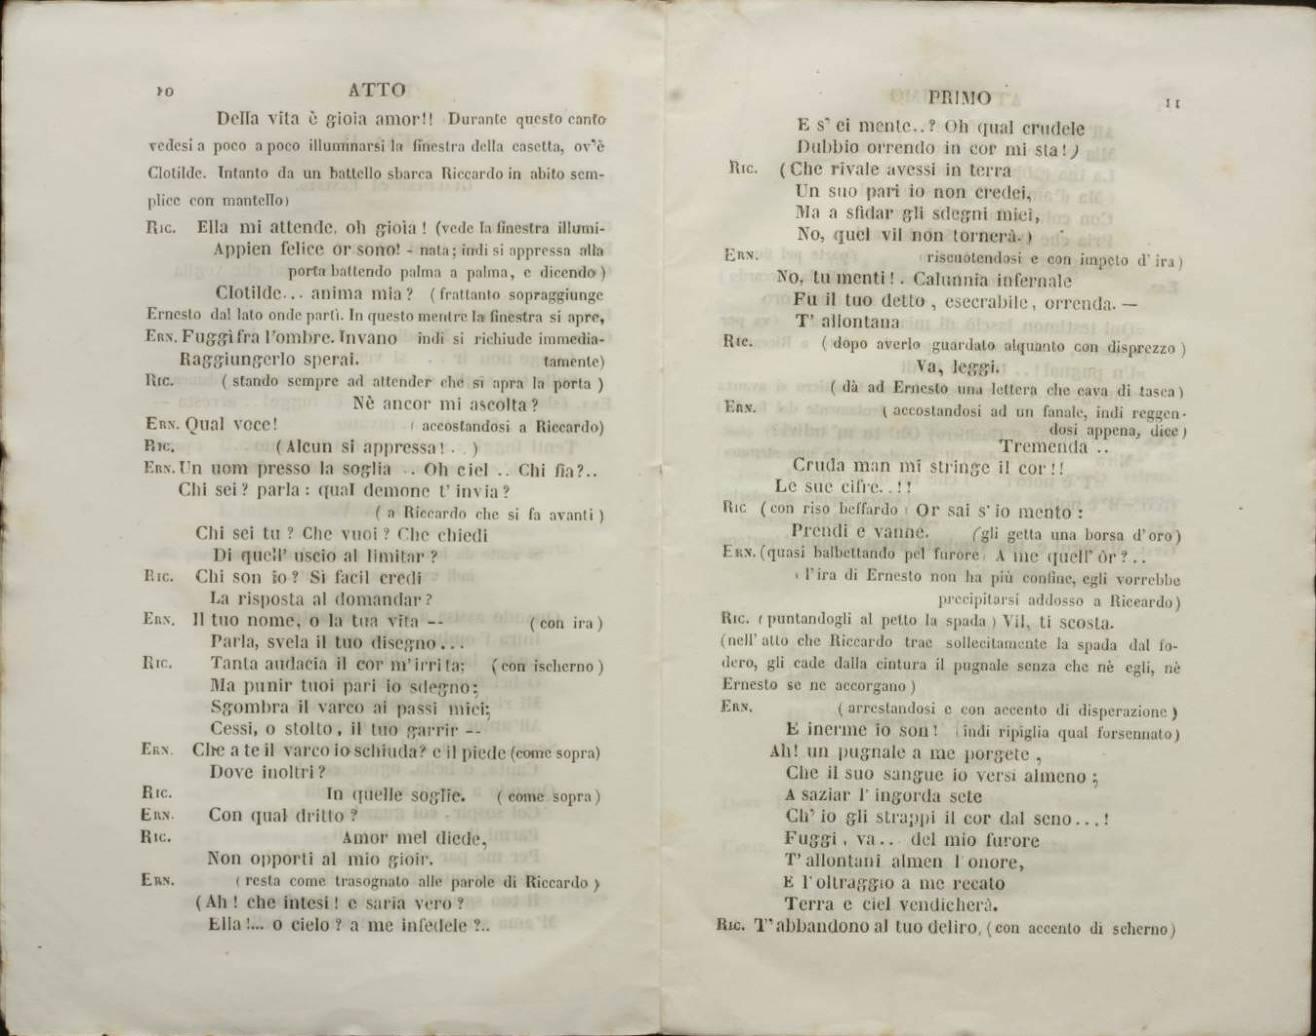 10 ATTO
Della vita è gioia amor!! Durante questo canto
vedesi a poco a poco illuminarsi la finestra della casetta, ov'è
Clotilde. Intanto da un battello sbarca Riccardo in abito sem-
plice con mantello)
Ric. Ella mi attende, oh gioia! (vede la finestra illumi-
Appien felice or sono! - nata; indi si appressa alla
porta battendo palma a palma, e dicendo)
Clotilde... anima mia? (frattanto sopraggiunge
Ernesto dal lato onde partì. In questo mentre la finestra si apre,
Ern. Fuggì fra l'ombre. Invano indi si richiude immedia-
Raggiungerlo sperai. tamente)
Ric. (stando sempre ad attender che si apra la porta)
Nè ancor mi ascolta?
Ern. Qual voce! (accostandosi a Riccardo)
Ric. (Alcun si appressa! . )
Ern. Un uom presso la soglia .. Oh ciel .. Chi fia?..
Chi sei? parla: qual demone t'invia?
(a Riccardo che si fa avanti)
Chi sei tu? Che vuoi? Che chiedi
Di quell'uscio al limitar?
Ric. Chi son io? Sì facil credi
La risposta al domandar?
Ern. Il tuo nome, o la tua vita -- (con ira)
Parla, svela il tuo disegno...
Ric. Tanta audacia il cor m'irrita; (con ischerno)
Ma punir tuoi pari io sdegno;
Sgombra il varco ai passi miei;
Cessi, o stolto, il tuo garrir --
Ern. Che a te il varco io schiuda? e il piede (come sopra)
Dove inoltri?
Ric. In quelle soglie. (come sopra)
Ern. Con qual dritto?
Ric. Amor mel diede,
Non opporti al mio gioir.
Ern. (resta come trasognato alle parole di Riccardo)
(Ah! che intesi! e saria vero?
Ella!... o cielo? a me infedele?..
PRIMO 11
E s'ei mente..? Oh qual crudele
Dubbio orrendo in cor mi sta!)
Ric. (Che rivale avessi in terra
Un suo pari io non credei,
Ma a sfidar gli sdegni miei,
No, quel vil non tornerà.)
Ern. riscuotendosi e con impeto d'ira)
No, tu menti!. Calunnia infernale
Fu il tuo detto, esecrabile, orrenda. —
T'allontana
Ric. (dopo averlo guardato alquanto con disprezzo)
Va, leggi.
(dà ad Ernesto una lettera che cava di tasca)
Ern. (accostandosi ad un fanale, indi reggen-
dosi appena, dice)
Tremenda ..
Cruda man mi stringe il cor!!
Le sue cifre..!!
Ric (con riso beffardo) Or sai s'io mento:
Prendi e vanne. (gli getta una borsa d'oro)
Ern. (quasi balbettando pel furore) A me quell'òr?..
(l'ira di Ernesto non ha più confine, egli vorrebbe
precipitarsi addosso a Riccardo)
Ric. (puntandogli al petto la spada) Vil, ti scosta.
(nell'atto che Riccardo trae sollecitamente la spada dal fo-
dero, gli cade dalla cintura il pugnale senza che nè egli, nè
Ernesto se ne accorgano)
Ern. (arrestandosi e con accento di disperazione)
E inerme io son! (indi ripiglia qual forsennato)
Ah! un pugnale a me porgete,
Che il suo sangue io versi almeno;
A saziar l'ingorda sete
Ch'io gli strappi il cor dal seno...!
Fuggi, va.. del mio furore
T'allontani almen l onore,
E l'oltraggio a me recato
Terra e ciel vendicherà.
Ric. T'abbandono al tuo deliro, (con accento di scherno)